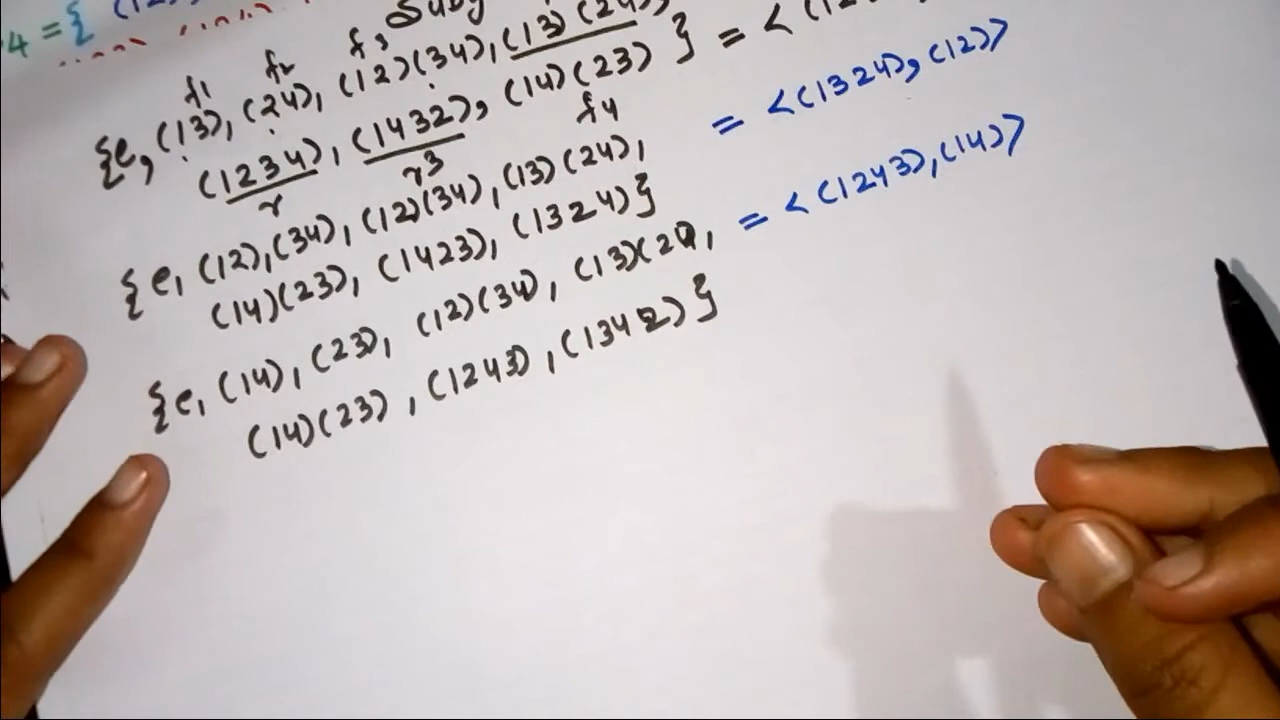 4 = {
f1 f2 f3
{e, (13), (24), (12)(34), (13)(24), = <(12
(1234), (1432), (14)(23) }
r r3 f4
{e, (12), (34), (12)(34), (13)(24), = <(1324), (12)>
(14)(23), (1423), (1324)}
{e, (14), (23), (12)(34), (13)(24), = <(1243), (14)>
(14)(23), (1243), (1342)}